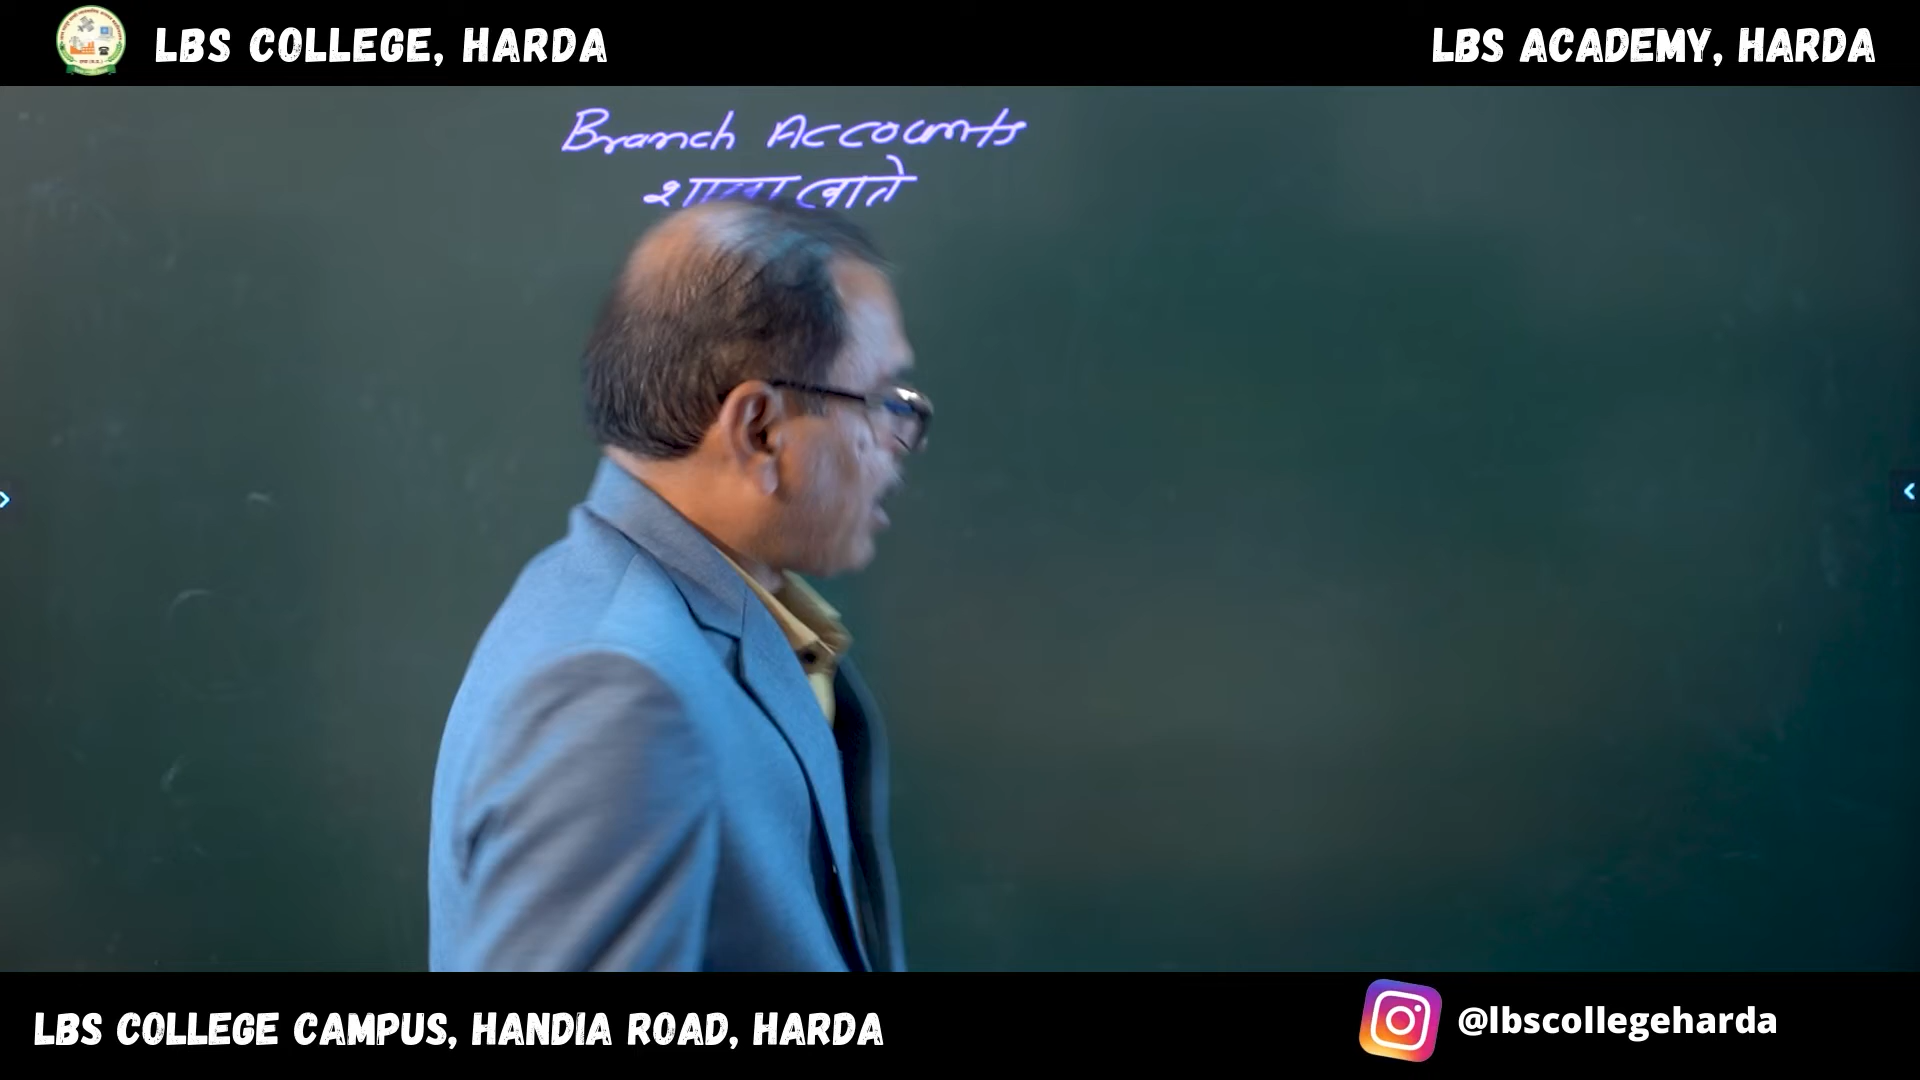 LBS COLLEGE, HARDA
LBS ACADEMY, HARDA
Branch Accounts
शाखा खाते
LBS COLLEGE CAMPUS, HANDIA ROAD, HARDA
@lbscollegeharda